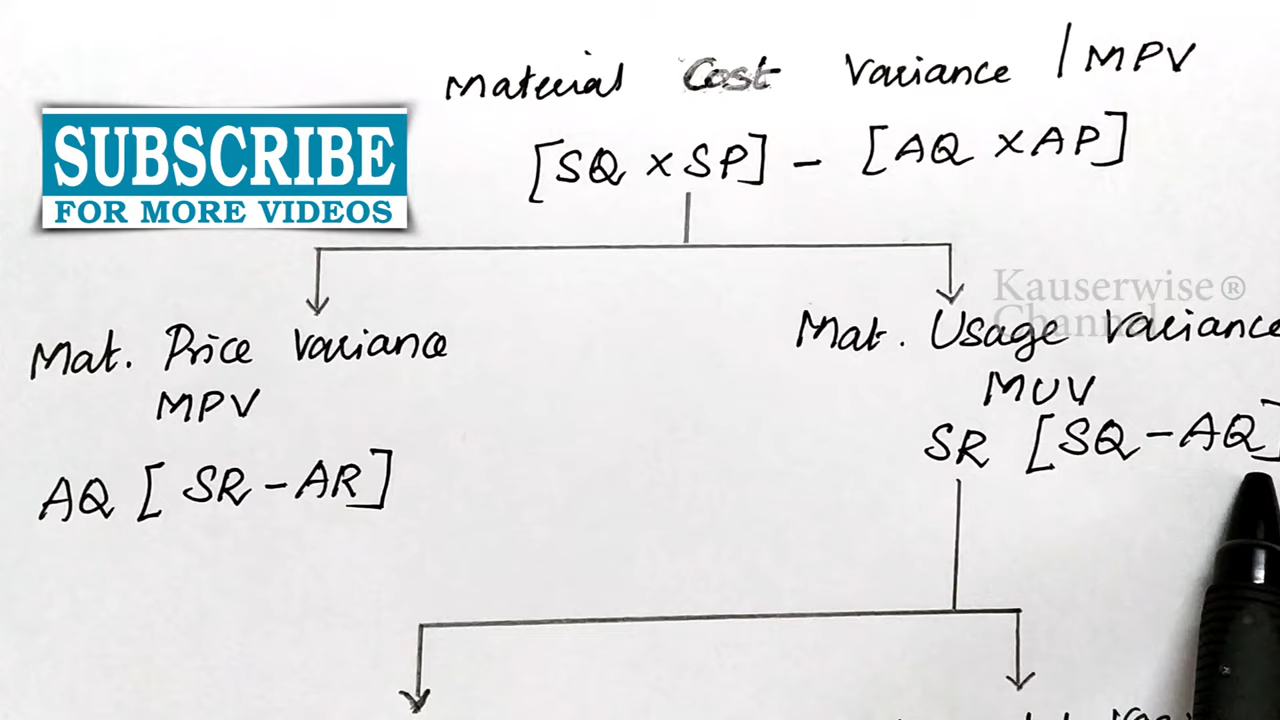 Material Cost Variance / MPV
SUBSCRIBE
FOR MORE VIDEOS
[SQ × SP] - [AQ × AP]
Kauserwise®
Channel
Mat. Price Variance
MPV
AQ [SR - AR]
Mat. Usage Variance
MUV
SR [SQ - AQ]